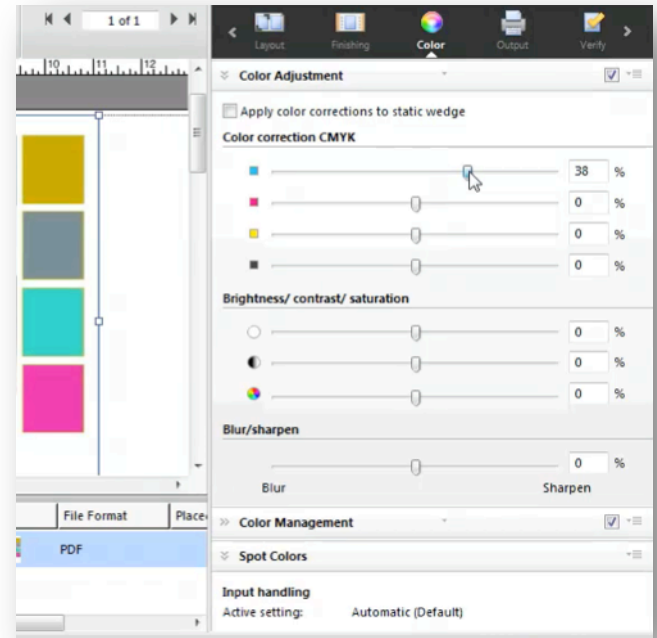 1 of 1
Layout
Finishing
Color
Output
Verify
10 11 12
Color Adjustment
Apply color corrections to static wedge
Color correction CMYK
38 %
0 %
0 %
0 %
Brightness/ contrast/ saturation
0 %
0 %
0 %
Blur/sharpen
0 %
Blur Sharpen
File Format Place
Color Management
PDF
Spot Colors
Input handling
Active setting: Automatic (Default)